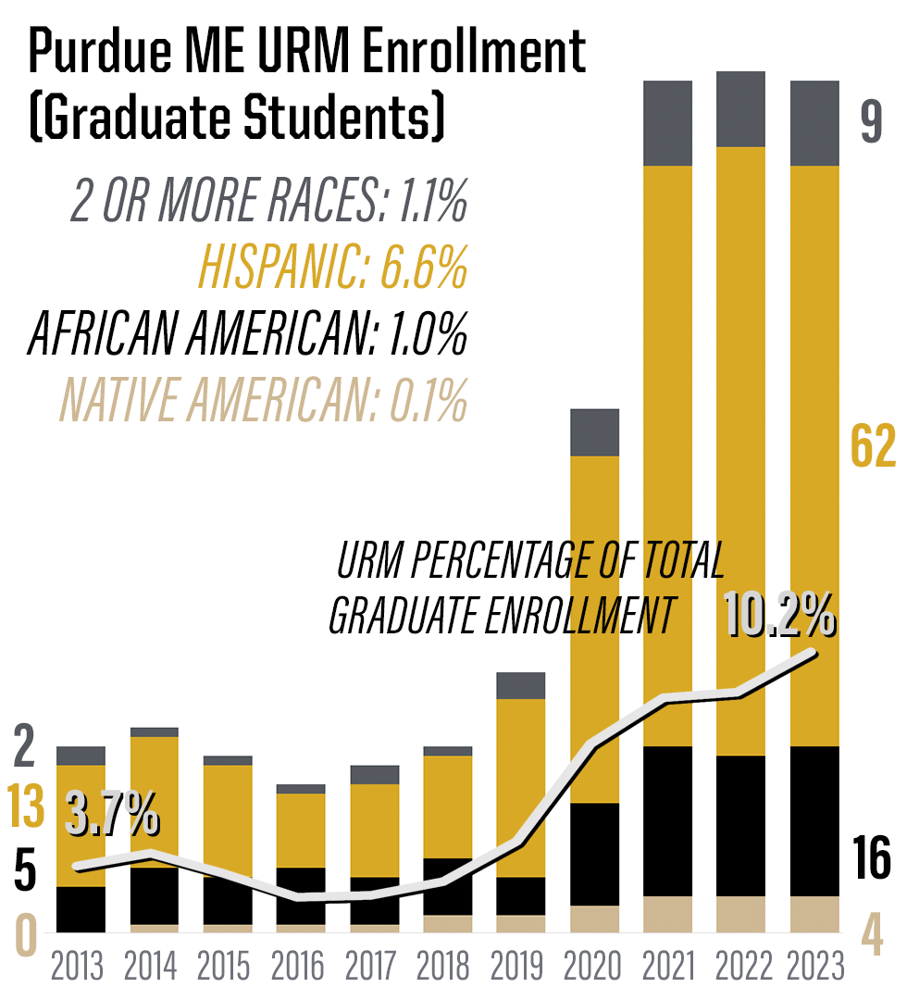 Purdue ME URM Enrollment
(Graduate Students)
2 OR MORE RACES: 1.1%
HISPANIC: 6.6%
AFRICAN AMERICAN: 1.0%
NATIVE AMERICAN: 0.1%
9
62
URM PERCENTAGE OF TOTAL
GRADUATE ENROLLMENT
10.2%
2
13
3.7%
5
0
16
4
2013 2014 2015 2016 2017 2018 2019 2020 2021 2022 2023